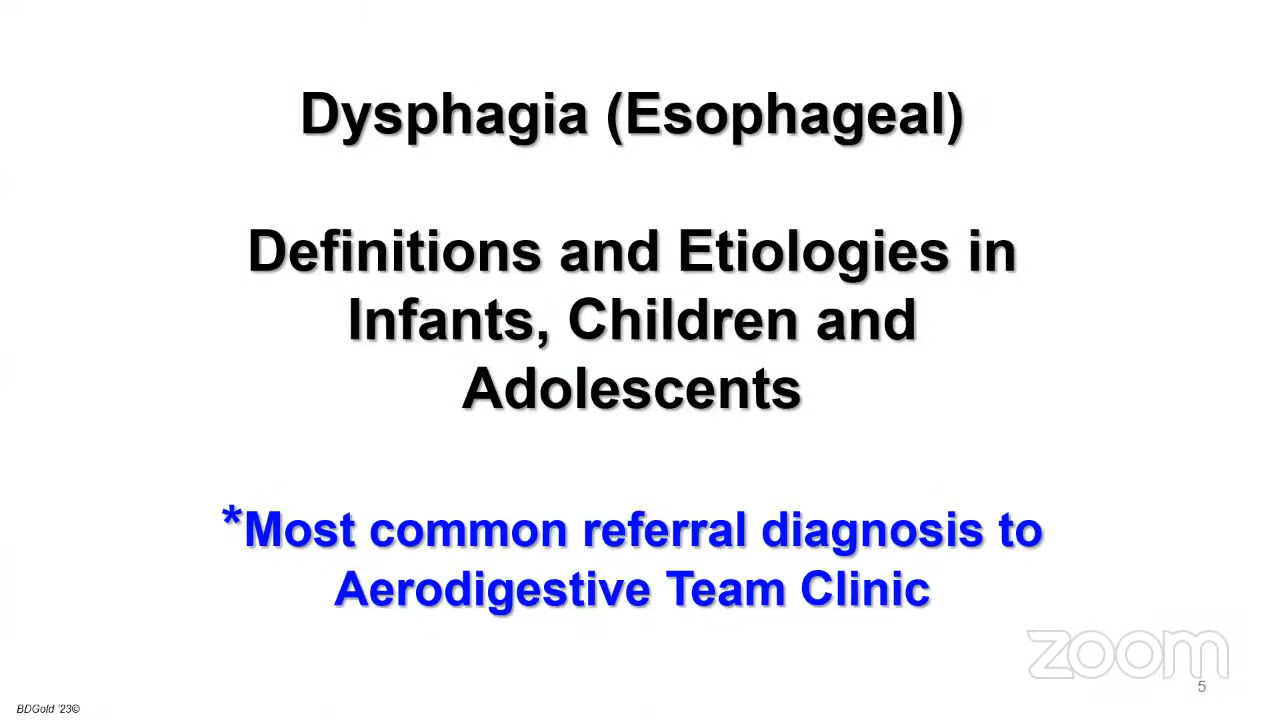 Dysphagia (Esophageal)
Definitions and Etiologies in
Infants, Children and
Adolescents
*Most common referral diagnosis to
Aerodigestive Team Clinic
zoom
5
BDGold '23©